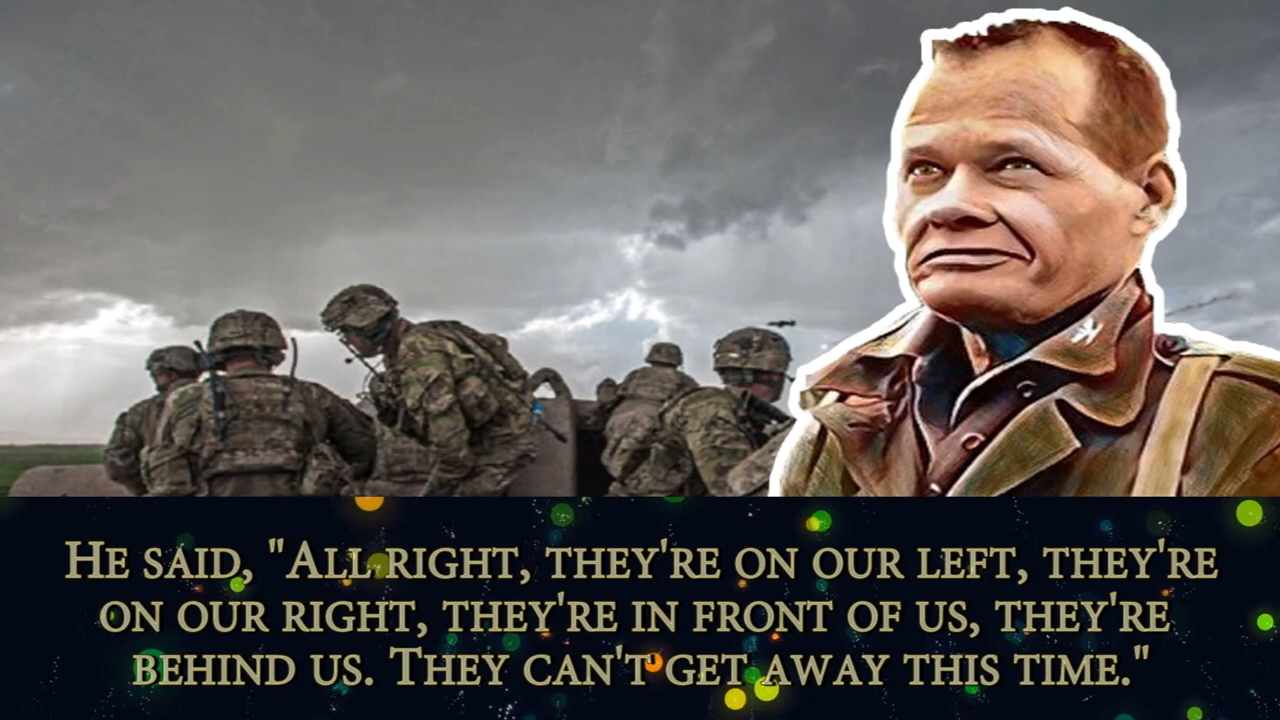 He said, "All right, they're on our left, they're
on our right, they're in front of us, they're
behind us. They can't get away this time."